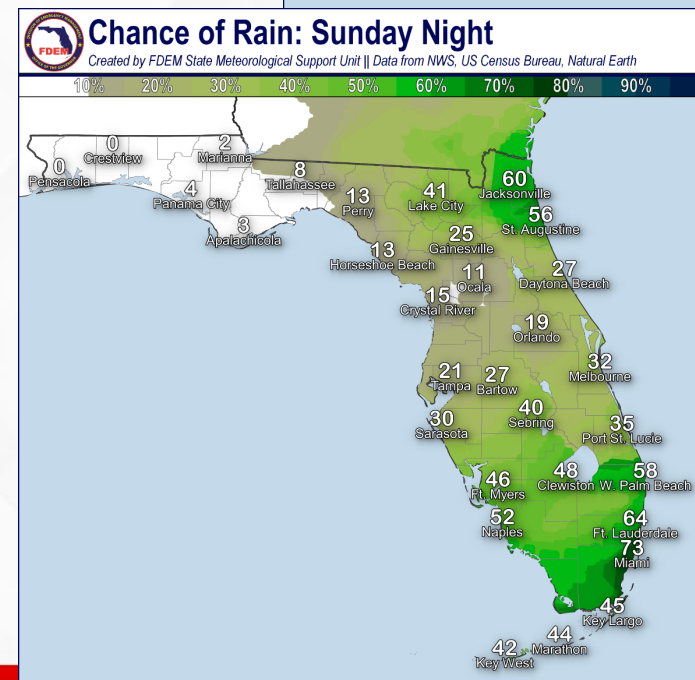 Chance of Rain: Sunday Night
Created by FDEM State Meteorological Support Unit || Data from NWS, US Census Bureau, Natural Earth
FDEM
10% 20% 30% 40% 50% 60% 70% 80% 90%
0
Pensacola
0
Crestview
2
Marianna
4
Panama City
3
Apalachicola
8
Tallahassee
13
Perry
41
Lake City
60
Jacksonville
56
St. Augustine
25
Gainesville
13
Horseshoe Beach
11
Ocala
27
Daytona Beach
15
Crystal River
19
Orlando
32
Melbourne
21
Tampa
27
Bartow
30
Sarasota
40
Sebring
35
Port St. Lucie
46
Ft. Myers
48
Clewiston
58
W. Palm Beach
52
Naples
64
Ft. Lauderdale
73
Miami
45
Key Largo
44
Marathon
42
Key West